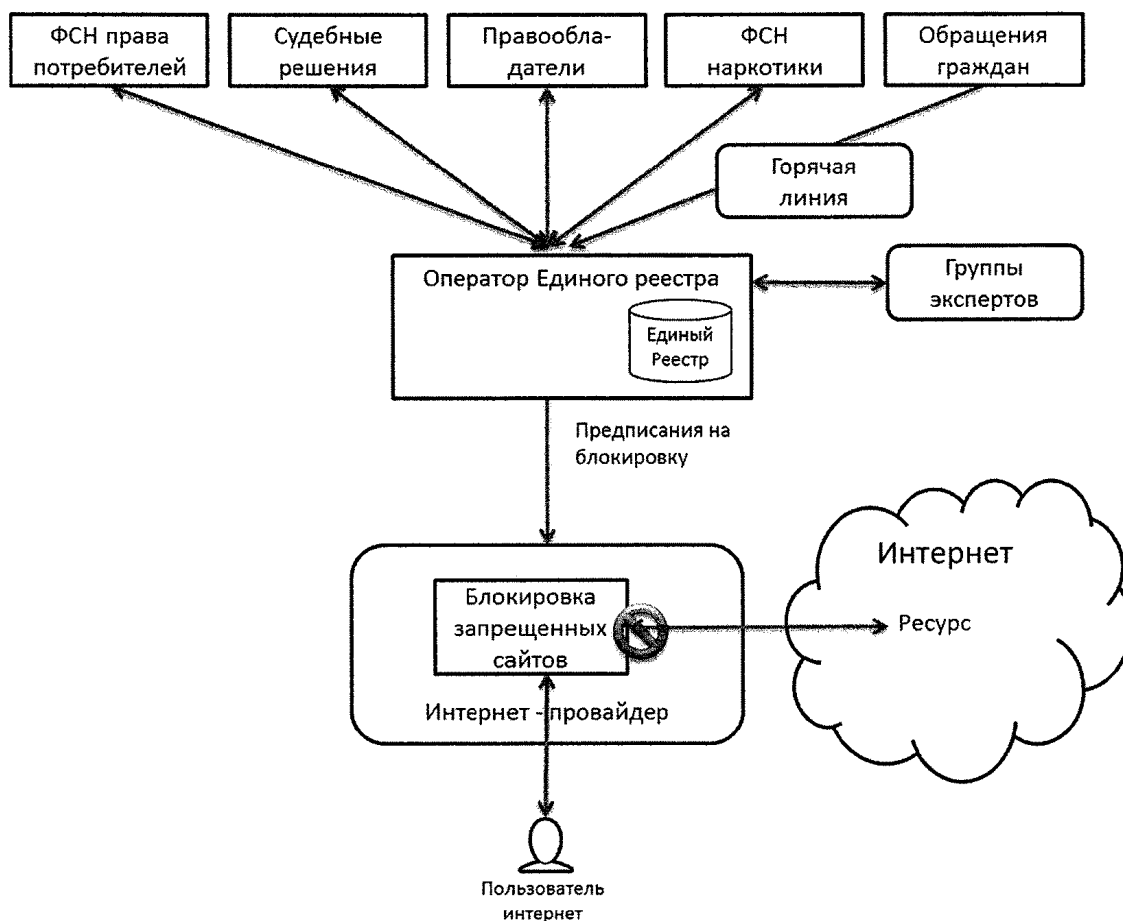 ФСН права
потребителей
Судебные
решения
Правообла-
датели
ФСН
наркотики
Обращения
граждан
Горячая
линия
Оператор Единого реестра
Группы
экспертов
Единый
Реестр
Предписания на
блокировку
Интернет
Блокировка
запрещенных
сайтов
Ресурс
Интернет - провайдер
Пользователь
интернет